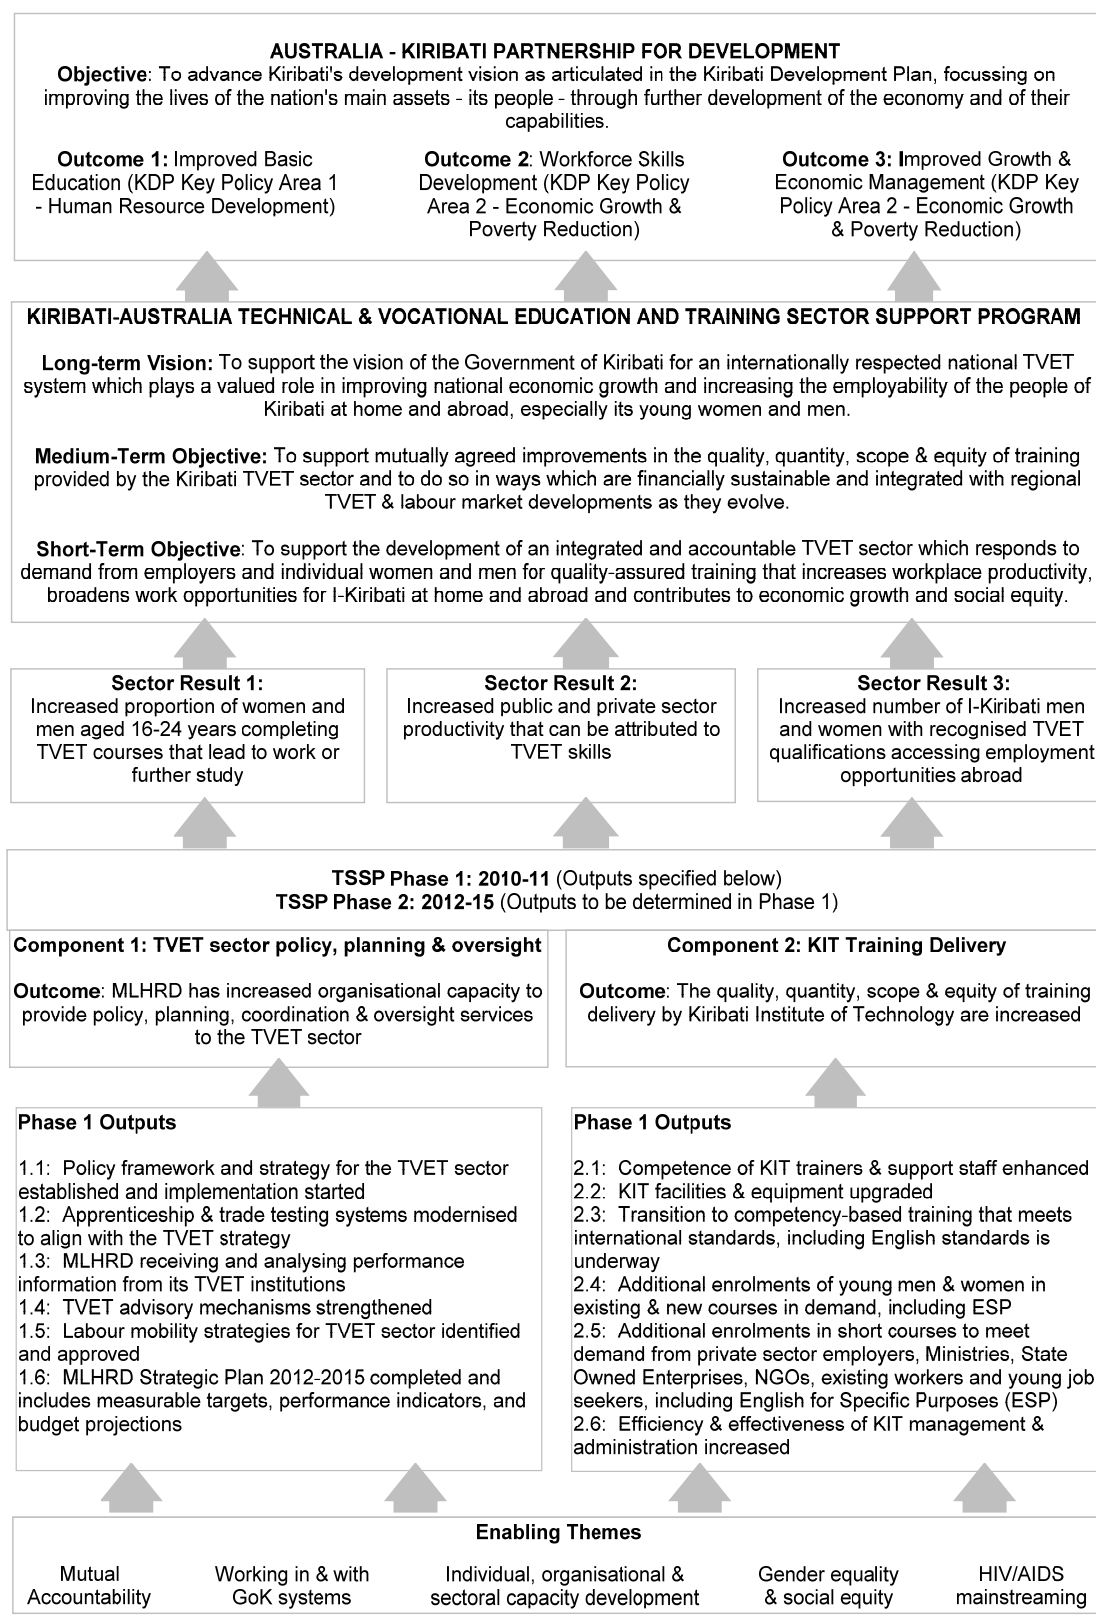 AUSTRALIA - KIRIBATI PARTNERSHIP FOR DEVELOPMENT
Objective: To advance Kiribati's development vision as articulated in the Kiribati Development Plan, focussing on
improving the lives of the nation's main assets - its people - through further development of the economy and of their
capabilities.
Outcome 1: Improved Basic
Education (KDP Key Policy Area 1
- Human Resource Development)
Outcome 2: Workforce Skills
Development (KDP Key Policy
Area 2 - Economic Growth &
Poverty Reduction)
Outcome 3: Improved Growth &
Economic Management (KDP Key
Policy Area 2 - Economic Growth
& Poverty Reduction)
KIRIBATI-AUSTRALIA TECHNICAL & VOCATIONAL EDUCATION AND TRAINING SECTOR SUPPORT PROGRAM
Long-term Vision: To support the vision of the Government of Kiribati for an internationally respected national TVET
system which plays a valued role in improving national economic growth and increasing the employability of the people of
Kiribati at home and abroad, especially its young women and men.
Medium-Term Objective: To support mutually agreed improvements in the quality, quantity, scope & equity of training
provided by the Kiribati TVET sector and to do so in ways which are financially sustainable and integrated with regional
TVET & labour market developments as they evolve.
Short-Term Objective: To support the development of an integrated and accountable TVET sector which responds to
demand from employers and individual women and men for quality-assured training that increases workplace productivity,
broadens work opportunities for I-Kiribati at home and abroad and contributes to economic growth and social equity.
Sector Result 1:
Increased proportion of women and
men aged 16-24 years completing
TVET courses that lead to work or
further study
Sector Result 2:
Increased public and private sector
productivity that can be attributed to
TVET skills
Sector Result 3:
Increased number of I-Kiribati men
and women with recognised TVET
qualifications accessing employment
opportunities abroad
TSSP Phase 1: 2010-11 (Outputs specified below)
TSSP Phase 2: 2012-15 (Outputs to be determined in Phase 1)
Component 1: TVET sector policy, planning & oversight
Outcome: MLHRD has increased organisational capacity to
provide policy, planning, coordination & oversight services
to the TVET sector
Component 2: KIT Training Delivery
Outcome: The quality, quantity, scope & equity of training
delivery by Kiribati Institute of Technology are increased
Phase 1 Outputs
1.1: Policy framework and strategy for the TVET sector
established and implementation started
1.2: Apprenticeship & trade testing systems modernised
to align with the TVET strategy
1.3: MLHRD receiving and analysing performance
information from its TVET institutions
1.4: TVET advisory mechanisms strengthened
1.5: Labour mobility strategies for TVET sector identified
and approved
1.6: MLHRD Strategic Plan 2012-2015 completed and
includes measurable targets, performance indicators, and
budget projections
Phase 1 Outputs
2.1: Competence of KIT trainers & support staff enhanced
2.2: KIT facilities & equipment upgraded
2.3: Transition to competency-based training that meets
international standards, including English standards is
underway
2.4: Additional enrolments of young men & women in
existing & new courses in demand, including ESP
2.5: Additional enrolments in short courses to meet
demand from private sector employers, Ministries, State
Owned Enterprises, NGOs, existing workers and young job
seekers, including English for Specific Purposes (ESP)
2.6: Efficiency & effectiveness of KIT management &
administration increased
Enabling Themes
Mutual
Accountability
Working in & with
GoK systems
Individual, organisational &
sectoral capacity development
Gender equality
& social equity
HIV/AIDS
mainstreaming